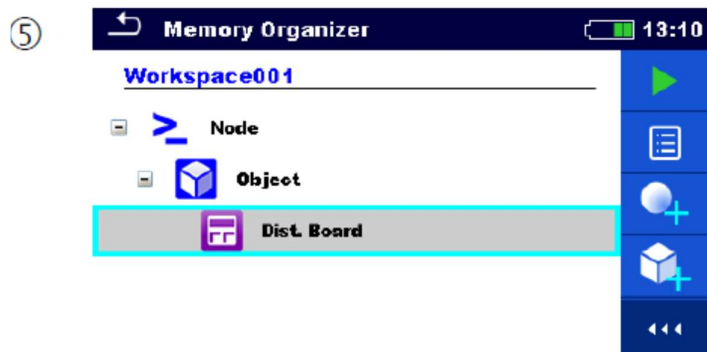 ⑤
Memory Organizer 13:10
Workspace001
Node
Object
Dist. Board